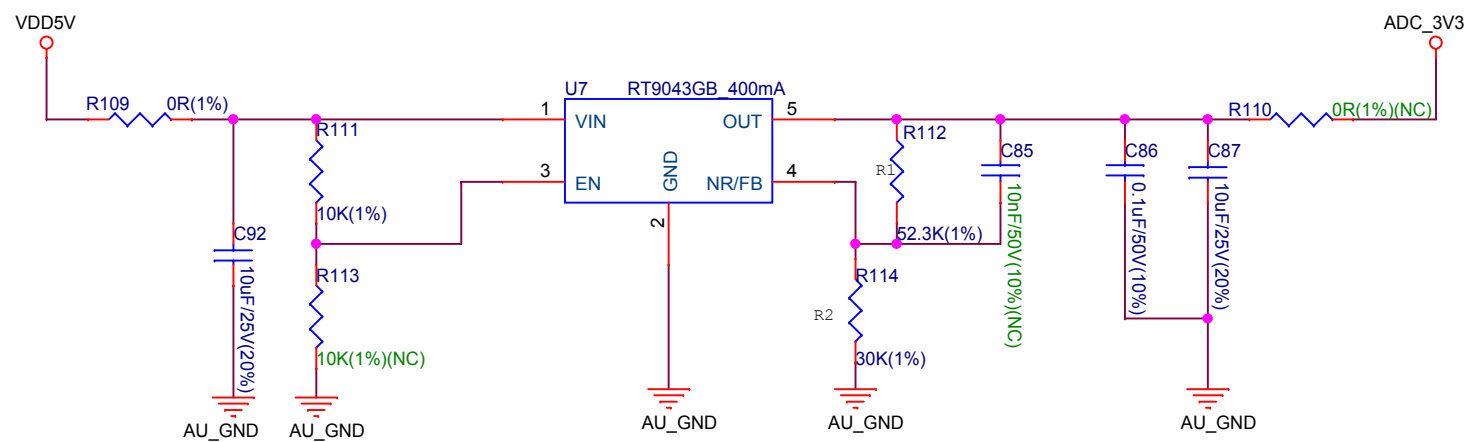 VDD5V
ADC_3V3
R109
0R(1%)
U7
RT9043GB_400mA
1
VIN
OUT
5
R110
0R(1%)(NC)
R111
R112
R1
C85
C86
C87
3
EN
GND
NR/FB
4
10K(1%)
2
C92
52.3K(1%)
10nF/50V(10%)(NC)
0.1uF/50V(10%)
10uF/25V(20%)
10uF/25V(20%)
R113
R114
R2
10K(1%)(NC)
30K(1%)
AU_GND
AU_GND
AU_GND
AU_GND
AU_GND